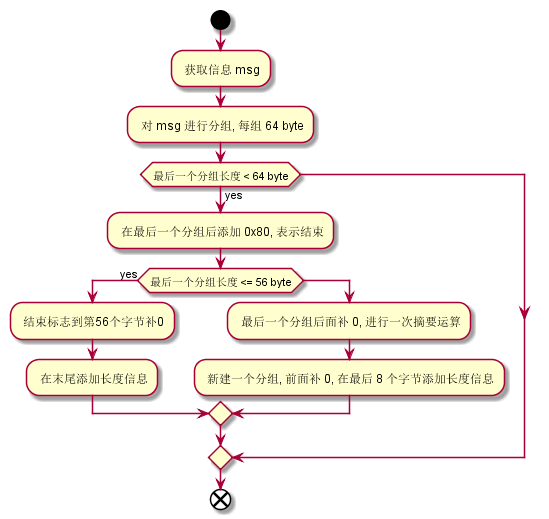 获取信息 msg
对 msg 进行分组, 每组 64 byte
最后一个分组长度 < 64 byte
yes
在最后一个分组后添加 0x80, 表示结束
yes
最后一个分组长度 <= 56 byte
结束标志到第56个字节补0
最后一个分组后面补 0, 进行一次摘要运算
在末尾添加长度信息
新建一个分组, 前面补 0, 在最后 8 个字节添加长度信息